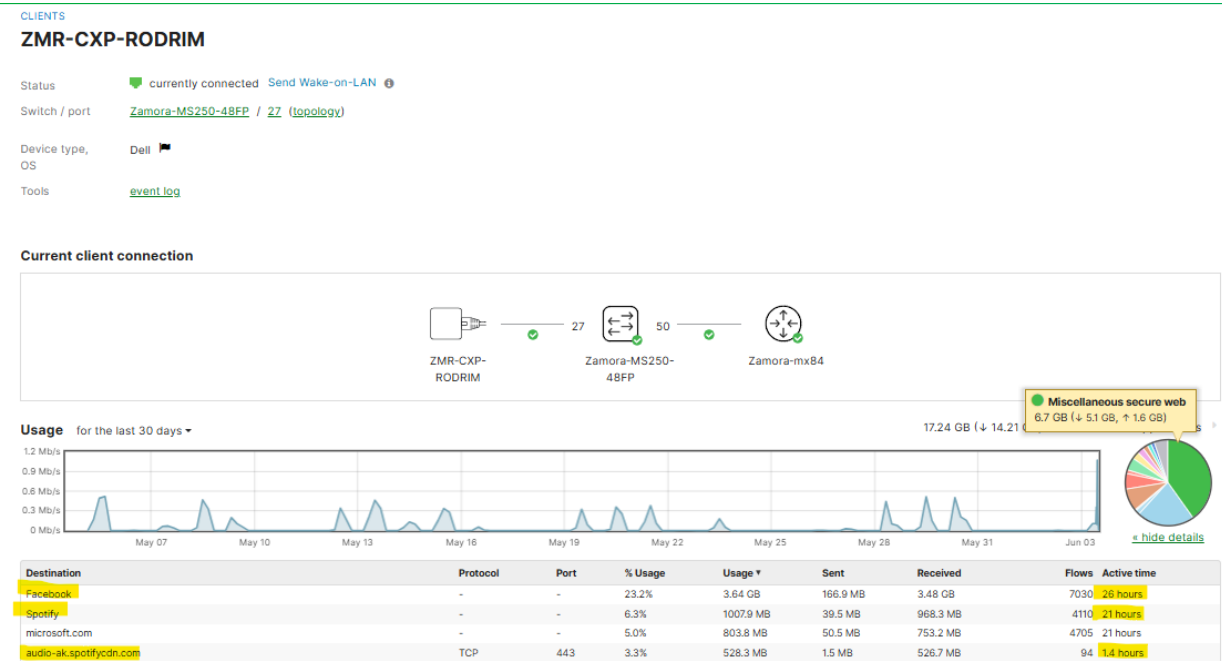 CLIENTS
ZMR-CXP-RODRIM
Status currently connected Send Wake-on-LAN
Switch / port Zamora-MS250-48FP / 27 (topology)
Device type, OS Dell
Tools event log
Current client connection
27 50
ZMR-CXP-RODRIM Zamora-MS250-48FP Zamora-mx84
Miscellaneous secure web
6.7 GB (↓ 5.1 GB, ↑ 1.6 GB)
Usage for the last 30 days 17.24 GB (↓ 14.21
1.2 Mb/s
0.9 Mb/s
0.6 Mb/s
0.3 Mb/s
0 Mb/s
May 07 May 10 May 13 May 16 May 19 May 22 May 25 May 28 May 31 Jun 03
« hide details
Destination Protocol Port % Usage Usage ▼ Sent Received Flows Active time
Facebook - - 23.2% 3.64 GB 166.9 MB 3.48 GB 7030 26 hours
Spotify - - 6.3% 1007.9 MB 39.5 MB 968.3 MB 4110 21 hours
microsoft.com - - 5.0% 803.8 MB 50.5 MB 753.2 MB 4705 21 hours
audio-ak.spotifycdn.com TCP 443 3.3% 528.3 MB 1.5 MB 526.7 MB 94 1.4 hours